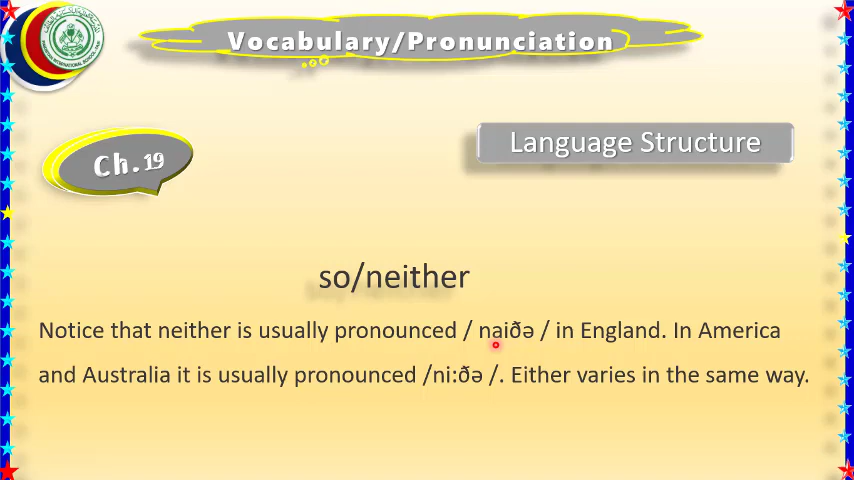 Vocabulary/Pronunciation
Ch.19
Language Structure
so/neither
Notice that neither is usually pronounced / naiðə / in England. In America
and Australia it is usually pronounced /ni:ðə /. Either varies in the same way.